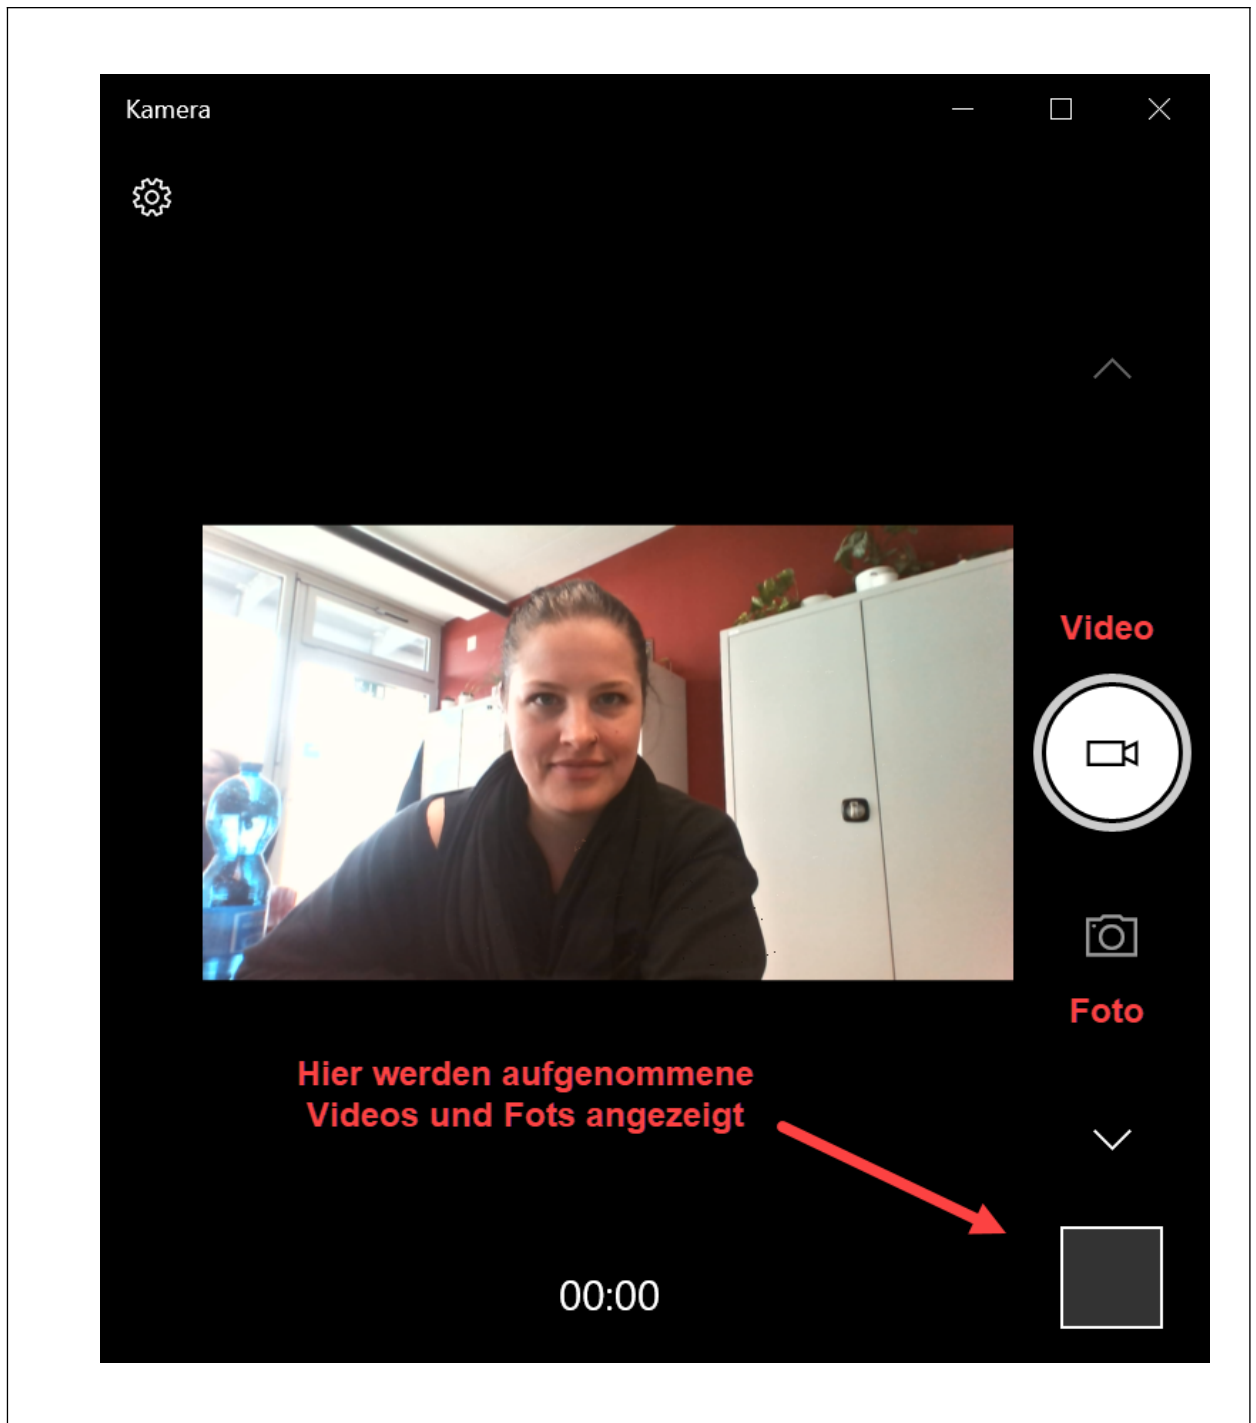 Kamera
Video
Foto
Hier werden aufgenommene
Videos und Fots angezeigt
00:00